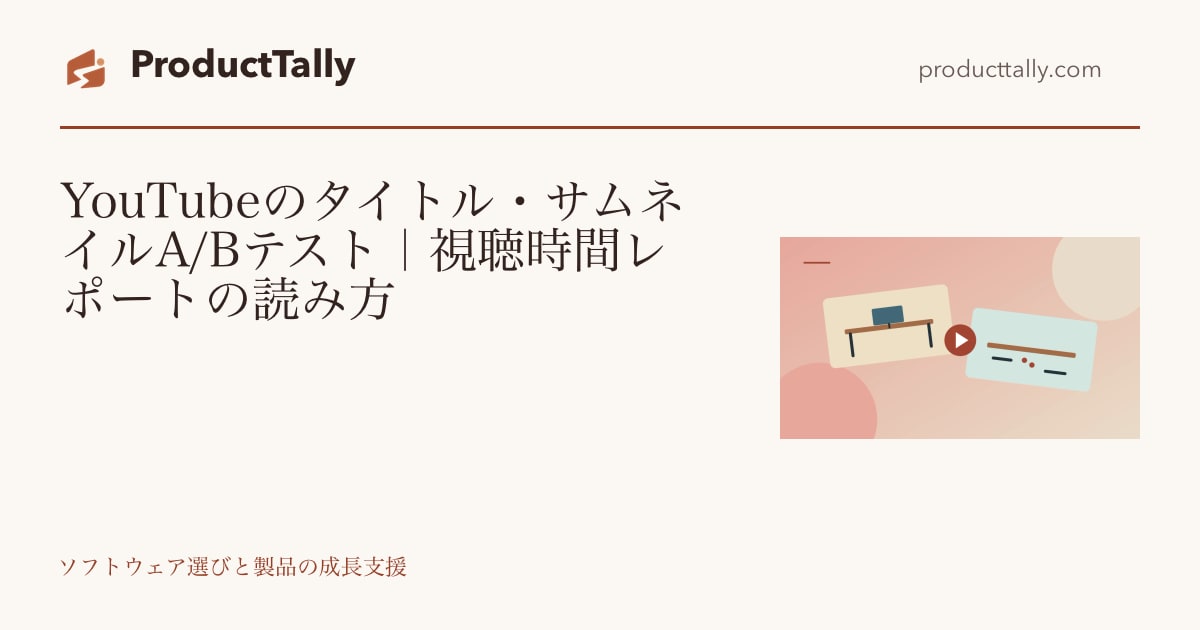 ProductTally
producttally.com
YouTubeのタイトル・サムネ
イルA/Bテスト｜視聴時間レ
ポートの読み方
ソフトウェア選びと製品の成長支援